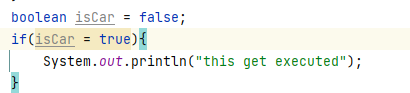 boolean isCar = false;
if(isCar = true){
System.out.println("this get executed");
}